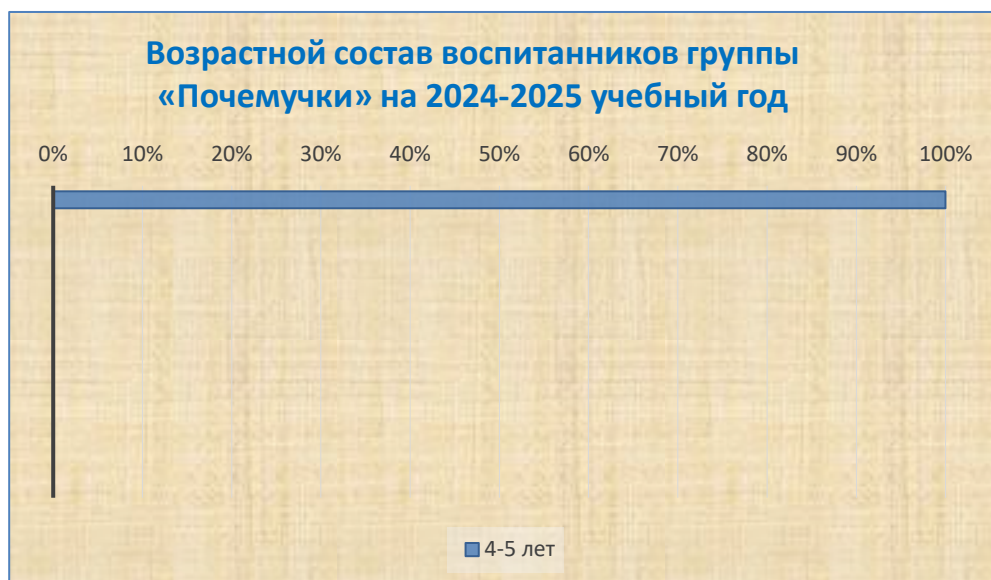 Возрастной состав воспитанников группы
«Почемучки» на 2024-2025 учебный год
0% 10% 20% 30% 40% 50% 60% 70% 80% 90% 100%
4-5 лет